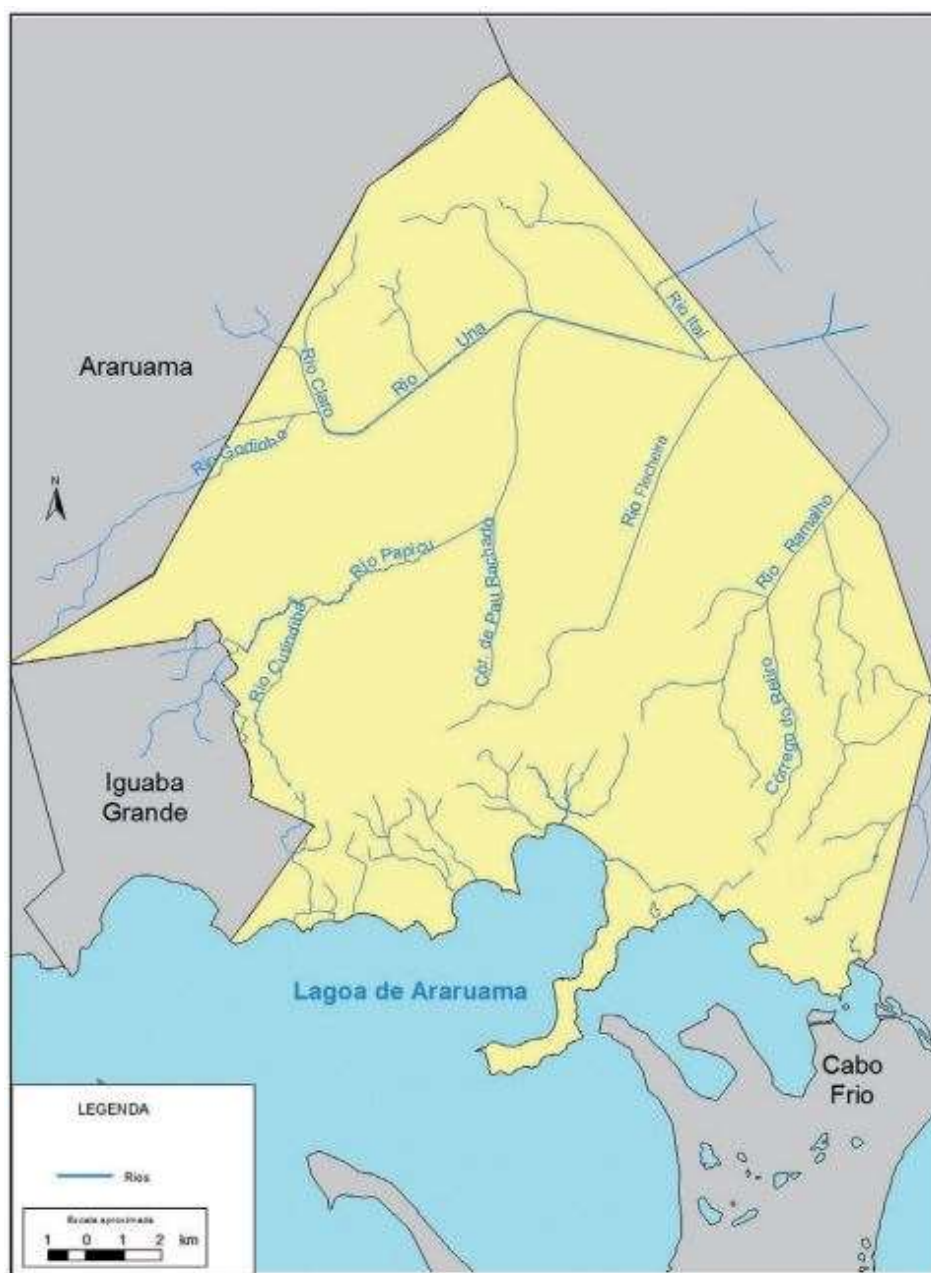 Araruama
Rio Claro
Rio Godinho
Rio Una
Rio Itaí
Rio Papicu
Rio Cutindiba
Cór. de Pau Rachado
Rio Flecheira
Rio Ramalho
Córrego do Retiro
Iguaba
Grande
Lagoa de Araruama
Cabo
Frio
N
LEGENDA
Rios
Escala aproximada
1 0 1 2 km